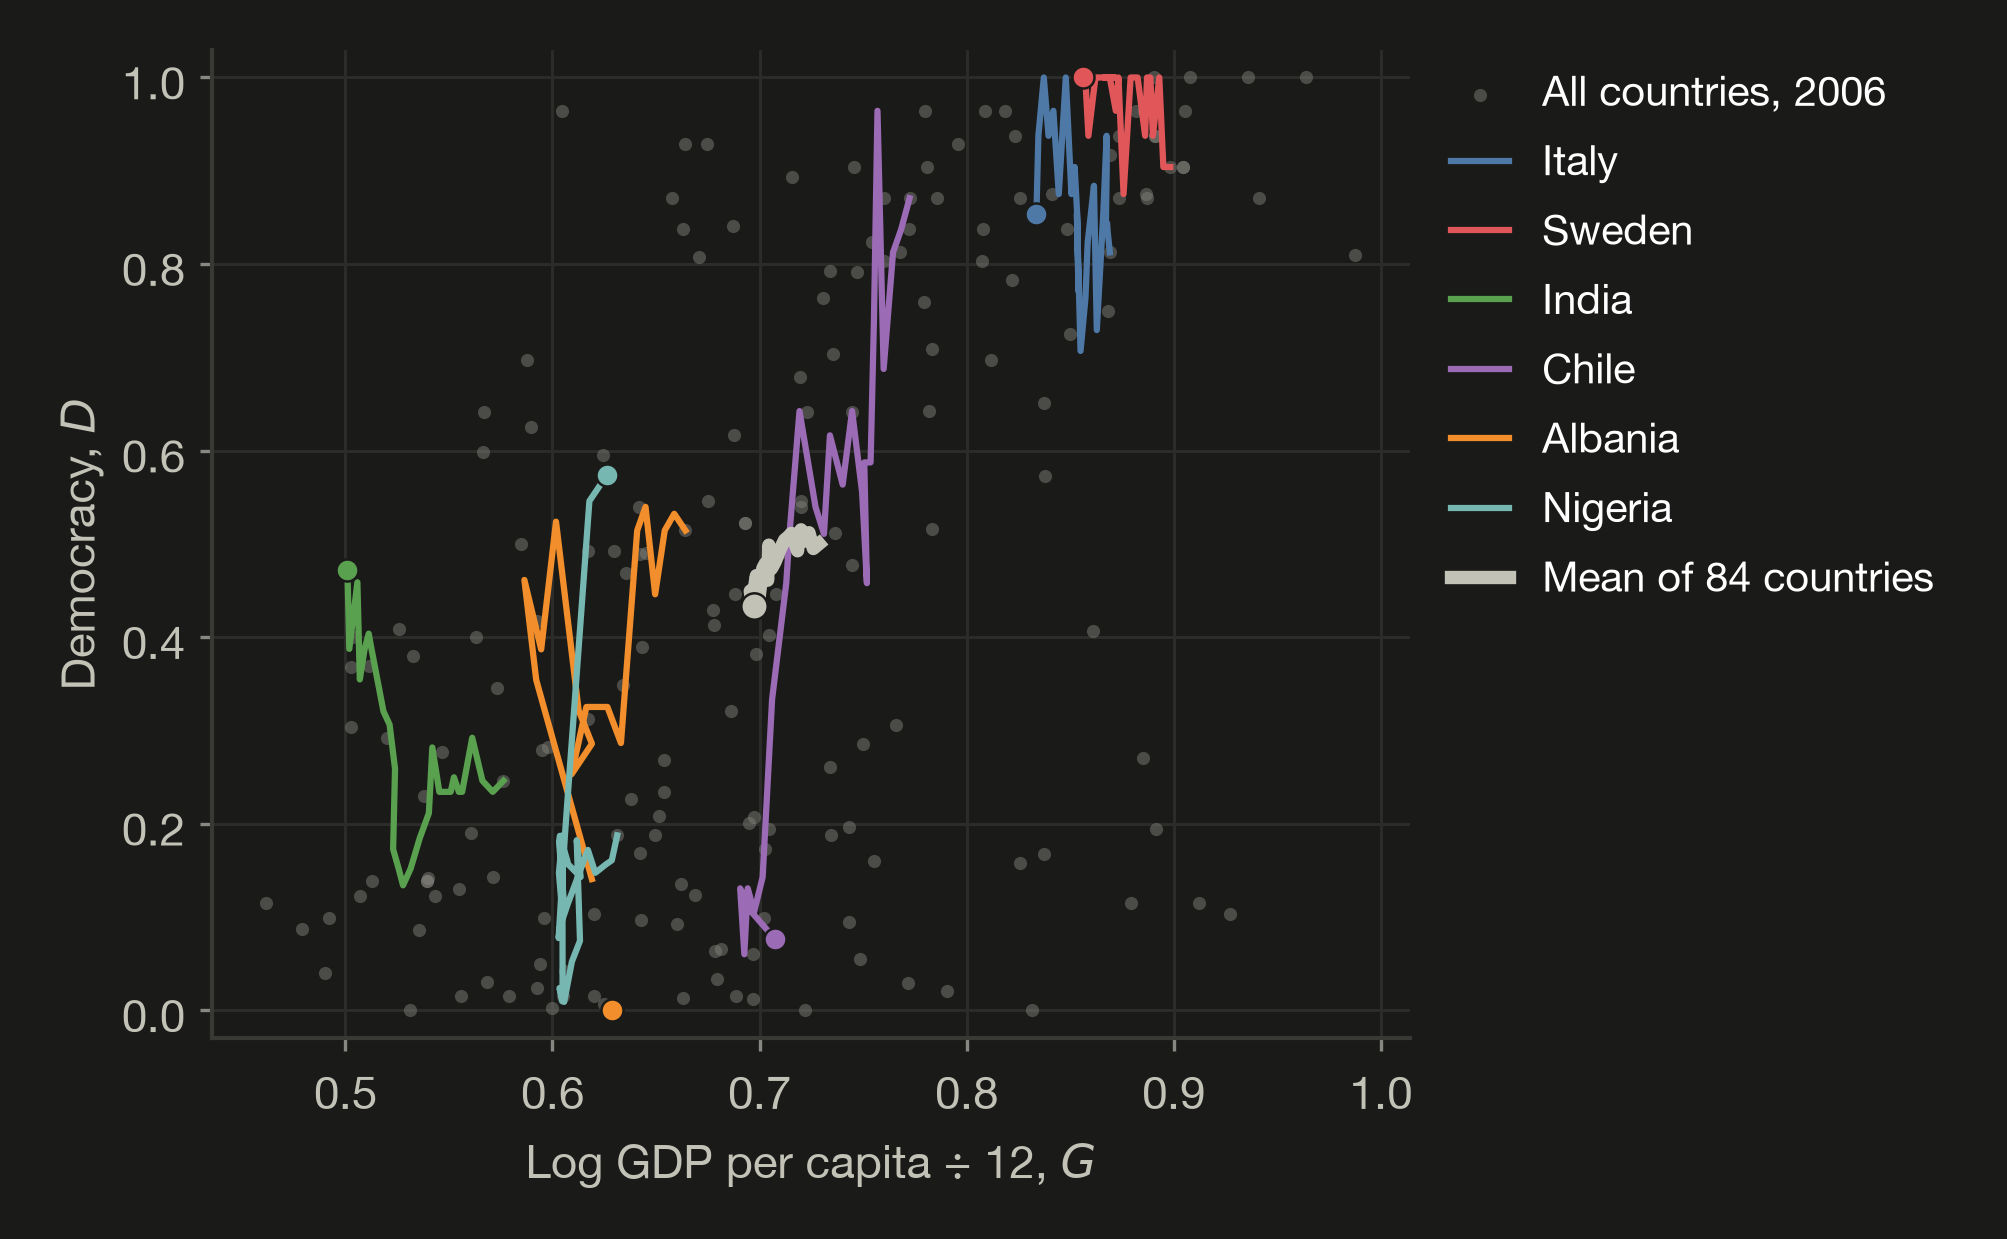 1.0
0.8
0.6
0.4
0.2
0.0
Democracy, D
0.5 0.6 0.7 0.8 0.9 1.0
Log GDP per capita ÷ 12, G
All countries, 2006
Italy
Sweden
India
Chile
Albania
Nigeria
Mean of 84 countries